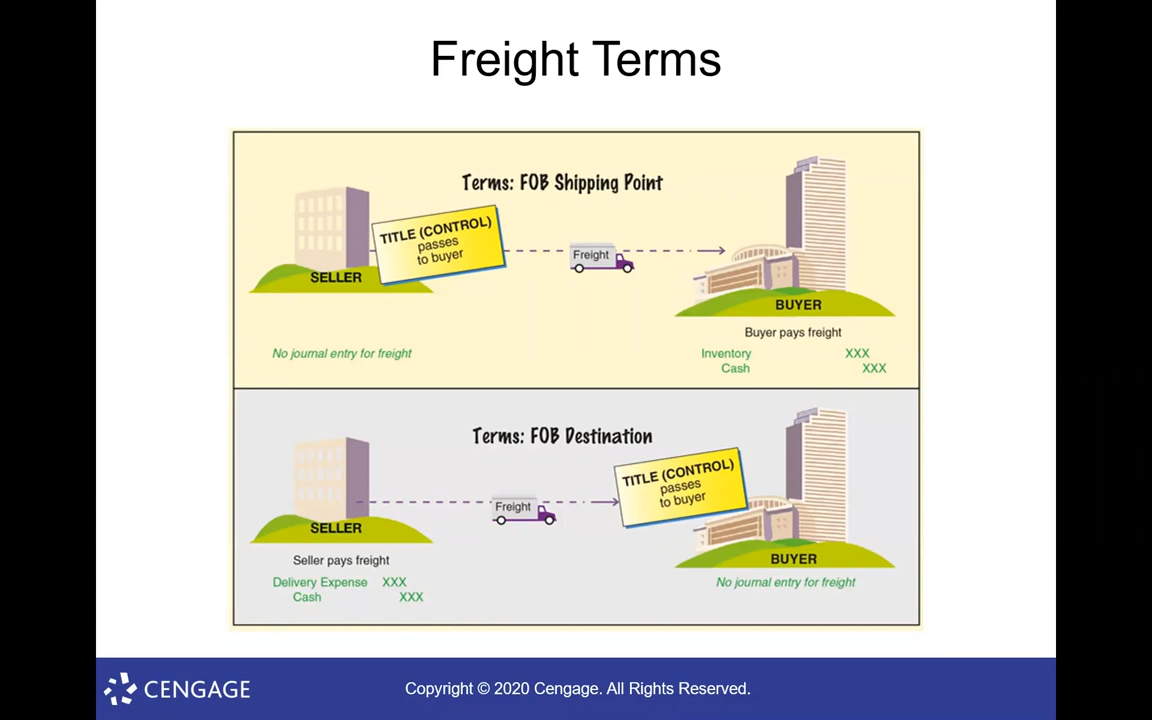 Freight Terms
Terms: FOB Shipping Point
TITLE (CONTROL)
passes
to buyer
Freight
SELLER
BUYER
Buyer pays freight
No journal entry for freight
Inventory XXX
Cash XXX
Terms: FOB Destination
TITLE (CONTROL)
passes
to buyer
Freight
SELLER
BUYER
Seller pays freight
Delivery Expense XXX
Cash XXX
No journal entry for freight
CENGAGE
Copyright © 2020 Cengage. All Rights Reserved.